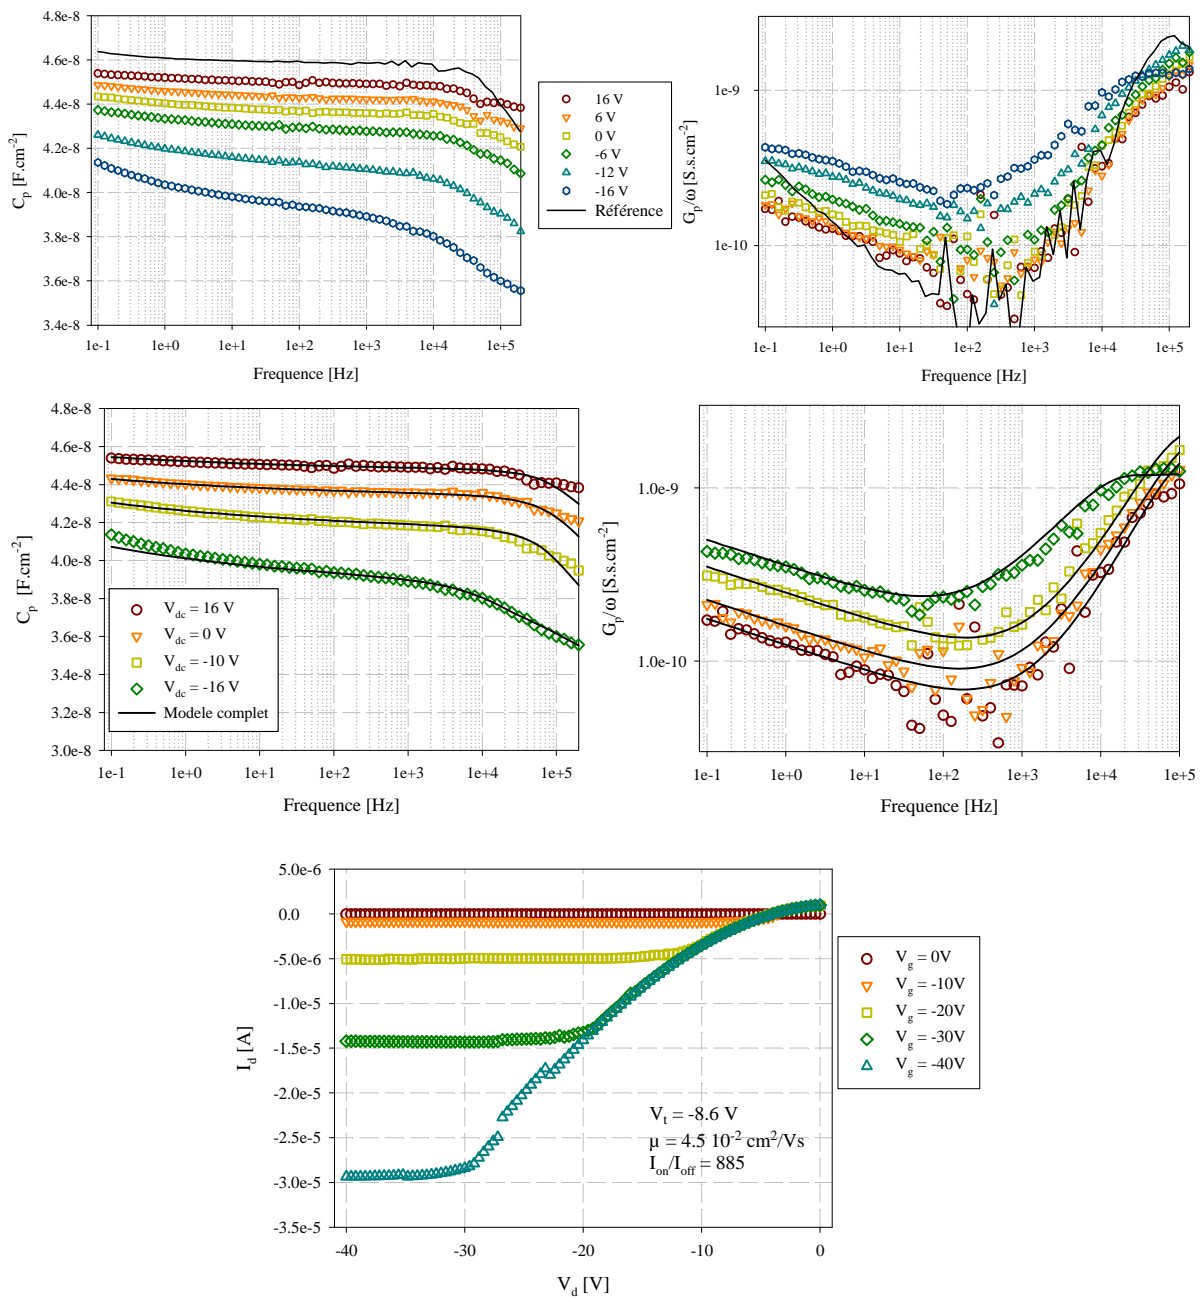 4.8e-8
4.6e-8
4.4e-8
4.2e-8
4.0e-8
3.8e-8
3.6e-8
3.4e-8
C_p [F.cm^-2]
1e-1 1e+0 1e+1 1e+2 1e+3 1e+4 1e+5
Frequence [Hz]
16 V
6 V
0 V
-6 V
-12 V
-16 V
Référence
1e-9
1e-10
G_p/ω [S.s.cm^-2]
1e-1 1e+0 1e+1 1e+2 1e+3 1e+4 1e+5
Frequence [Hz]
4.8e-8
4.6e-8
4.4e-8
4.2e-8
4.0e-8
3.8e-8
3.6e-8
3.4e-8
3.2e-8
3.0e-8
C_p [F.cm^-2]
V_dc = 16 V
V_dc = 0 V
V_dc = -10 V
V_dc = -16 V
Modele complet
1e-1 1e+0 1e+1 1e+2 1e+3 1e+4 1e+5
Frequence [Hz]
1.0e-9
1.0e-10
G_p/ω [S.s.cm^-2]
1e-1 1e+0 1e+1 1e+2 1e+3 1e+4 1e+5
Frequence [Hz]
5.0e-6
0.0
-5.0e-6
-1.0e-5
-1.5e-5
-2.0e-5
-2.5e-5
-3.0e-5
-3.5e-5
I_d [A]
V_t = -8.6 V
μ = 4.5 10^-2 cm^2/Vs
I_on/I_off = 885
-40 -30 -20 -10 0
V_d [V]
V_g = 0V
V_g = -10V
V_g = -20V
V_g = -30V
V_g = -40V